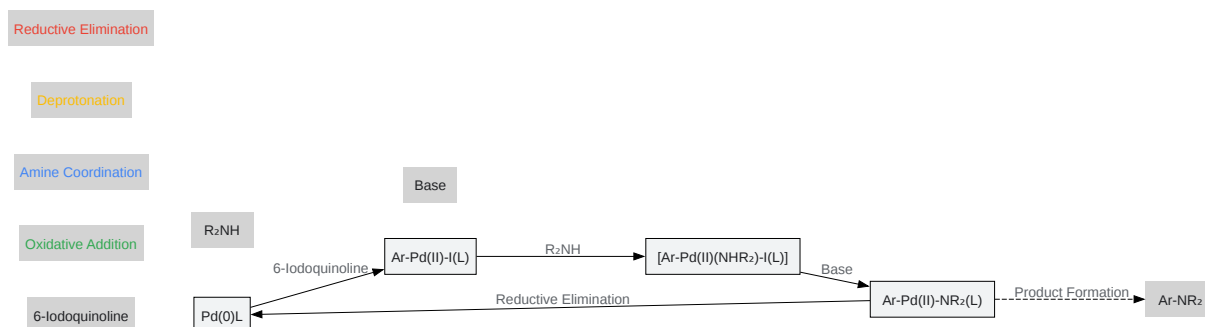 Reductive Elimination
Deprotonation
Amine Coordination
Base
R₂NH
Oxidative Addition
Ar-Pd(II)-I(L)
R₂NH
[Ar-Pd(II)(NHR₂)-I(L)]
6-Iodoquinoline
Base
Reductive Elimination
Ar-Pd(II)-NR₂(L)
Product Formation
Ar-NR₂
6-Iodoquinoline
Pd(0)L